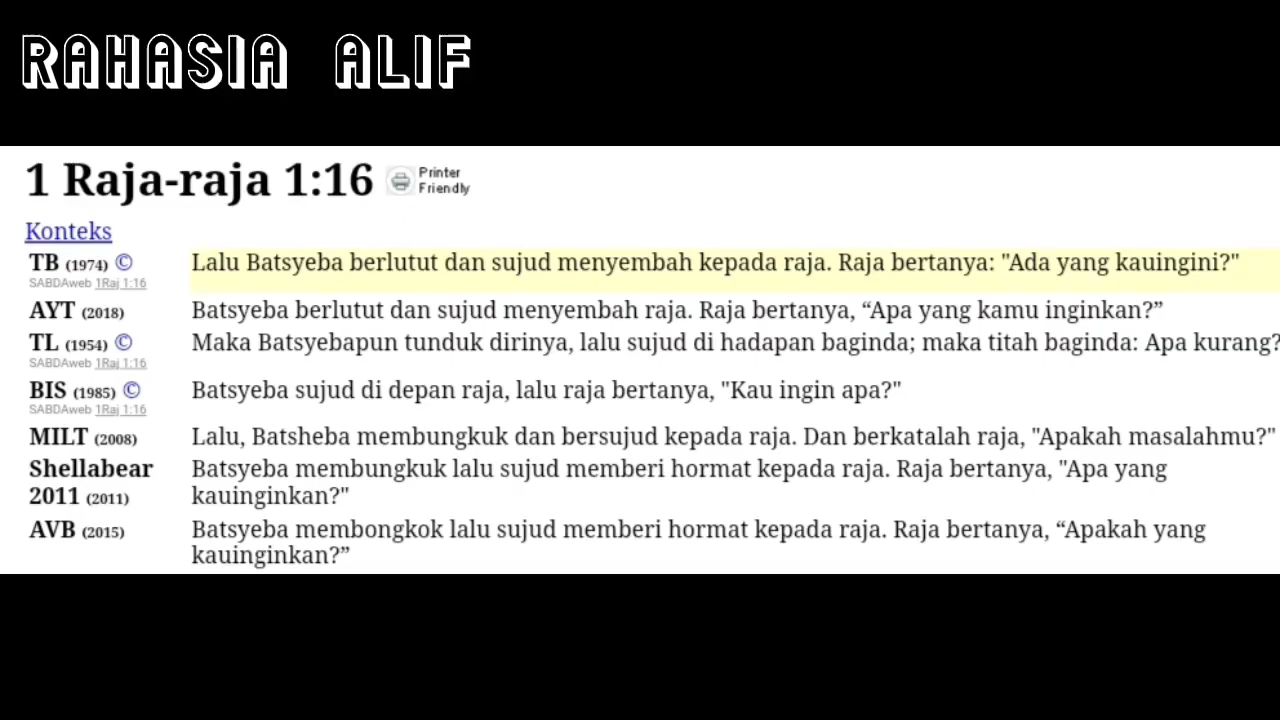 RAHASIA ALIF
1 Raja-raja 1:16 Printer
Friendly
Konteks
TB (1974) © Lalu Batsyeba berlutut dan sujud menyembah kepada raja. Raja bertanya: "Ada yang kauingini?"
SABDAweb 1Raj 1:16
AYT (2018) Batsyeba berlutut dan sujud menyembah raja. Raja bertanya, “Apa yang kamu inginkan?”
TL (1954) © Maka Batsyebapun tunduk dirinya, lalu sujud di hadapan baginda; maka titah baginda: Apa kurang?
SABDAweb 1Raj 1:16
BIS (1985) © Batsyeba sujud di depan raja, lalu raja bertanya, "Kau ingin apa?"
SABDAweb 1Raj 1:16
MILT (2008) Lalu, Batsheba membungkuk dan bersujud kepada raja. Dan berkatalah raja, "Apakah masalahmu?"
Shellabear Batsyeba membungkuk lalu sujud memberi hormat kepada raja. Raja bertanya, "Apa yang
2011 (2011) kauinginkan?"
AVB (2015) Batsyeba membongkok lalu sujud memberi hormat kepada raja. Raja bertanya, “Apakah yang
kauinginkan?”